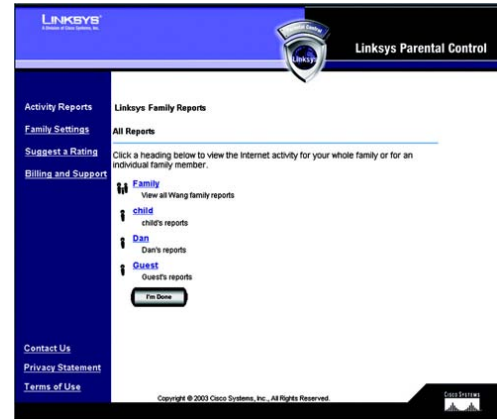 LINKSYS®
A Division of Cisco Systems, Inc.
Parental Control
Linksys
Linksys Parental Control
Activity Reports
Family Settings
Suggest a Rating
Billing and Support
Linksys Family Reports
All Reports
Click a heading below to view the Internet activity for your whole family or for an
individual family member.
Family
View all Wang family reports
child
child's reports
Dan
Dan's reports
Guest
Guest's reports
I'm Done
Contact Us
Privacy Statement
Terms of Use
Copyright © 2003 Cisco Systems, Inc., All Rights Reserved.
CISCO SYSTEMS